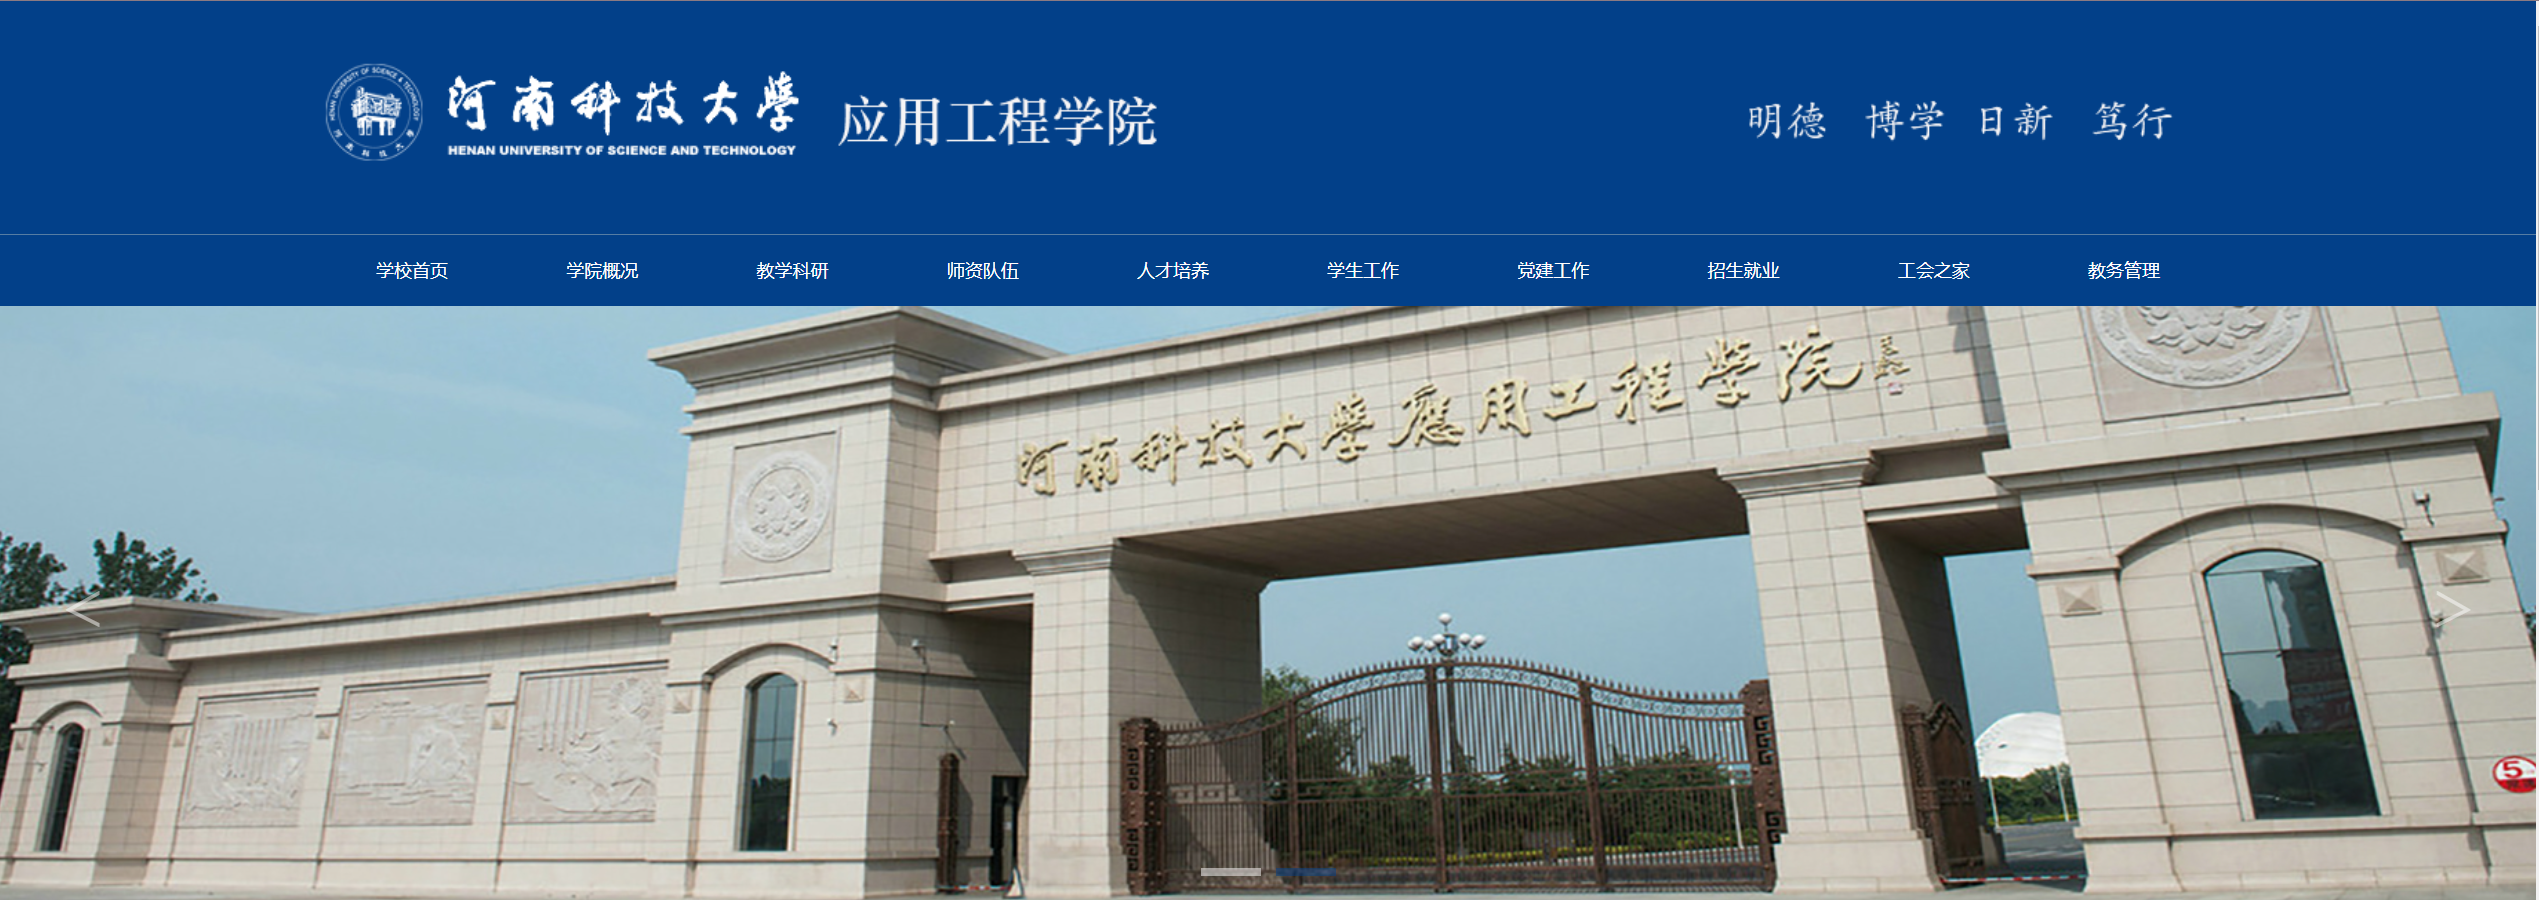 河南科技大学
HENAN UNIVERSITY OF SCIENCE AND TECHNOLOGY
应用工程学院
明德 博学 日新 笃行
学校首页 学院概况 教学科研 师资队伍 人才培养 学生工作 党建工作 招生就业 工会之家 教务管理
河南科技大學應用工程學院
5